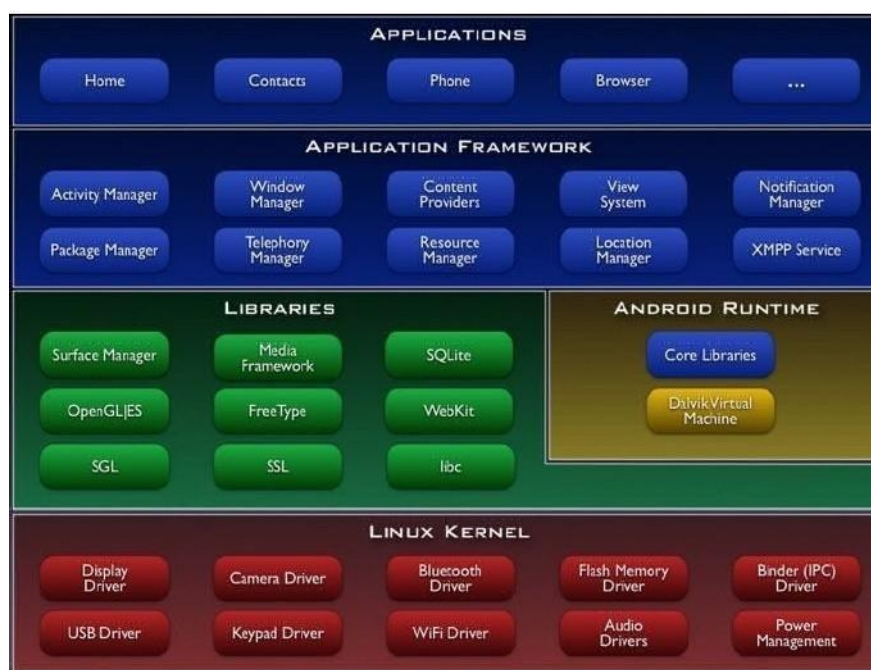 APPLICATIONS
Home
Contacts
Phone
Browser
...
APPLICATION FRAMEWORK
Activity Manager
Window
Manager
Content
Providers
View
System
Notification
Manager
Package Manager
Telephony
Manager
Resource
Manager
Location
Manager
XMPP Service
LIBRARIES
Surface Manager
Media
Framework
SQLite
OpenGL|ES
FreeType
WebKit
SGL
SSL
libc
ANDROID RUNTIME
Core Libraries
Dalvik Virtual
Machine
LINUX KERNEL
Display
Driver
Camera Driver
Bluetooth
Driver
Flash Memory
Driver
Binder (IPC)
Driver
USB Driver
Keypad Driver
WiFi Driver
Audio
Drivers
Power
Management